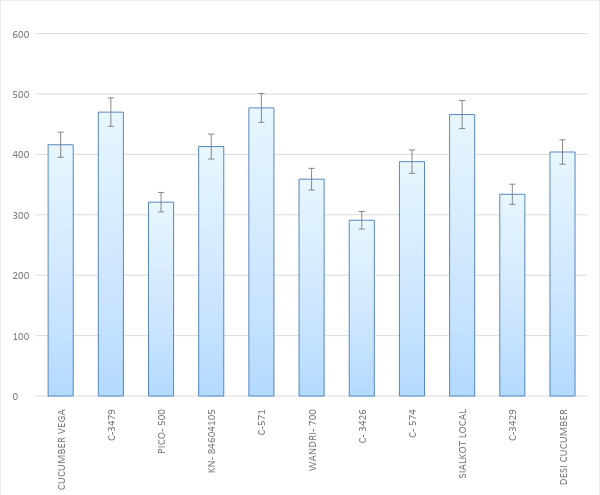 600
500
400
300
200
100
0
CUCUMBER VEGA
C-3479
PICO- 500
KN- 84604105
C-571
WANDRI- 700
C- 3426
C- 574
SIALKOT LOCAL
C-3429
DESI CUCUMBER